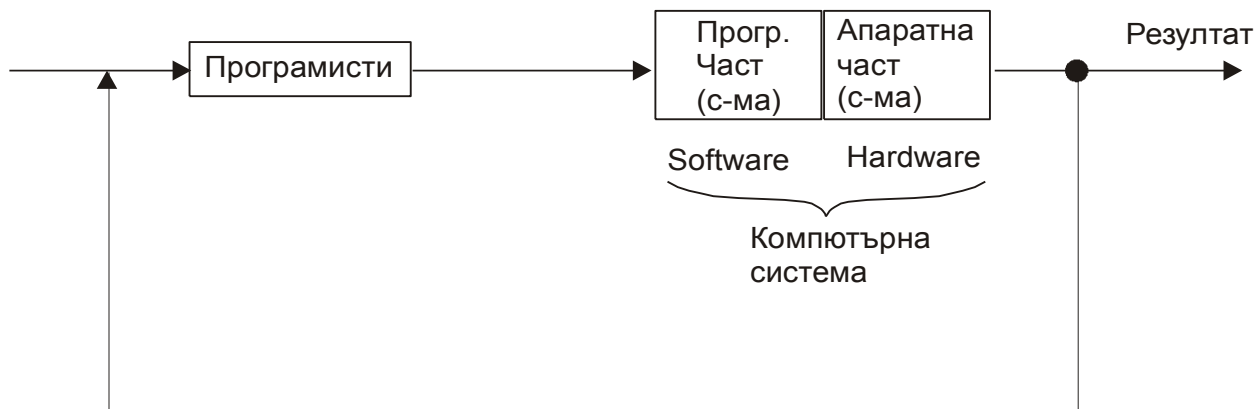 Програмисти
Прогр.
Част
(с-ма)
Апаратна
част
(с-ма)
Резултат
Software
Hardware
Компютърна
система